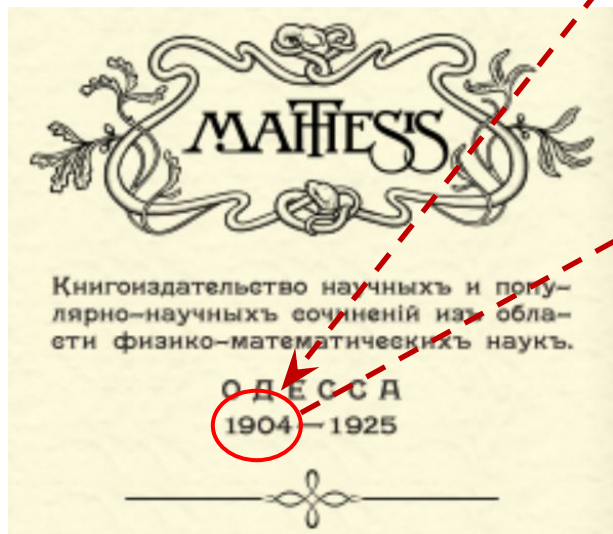 MATHESIS
Книгоиздательство научныхъ и попу–
лярно–научныхъ сочиненій изъ обла–
сти физико–математическихъ наукъ.
ОДЕССА
1904—1925